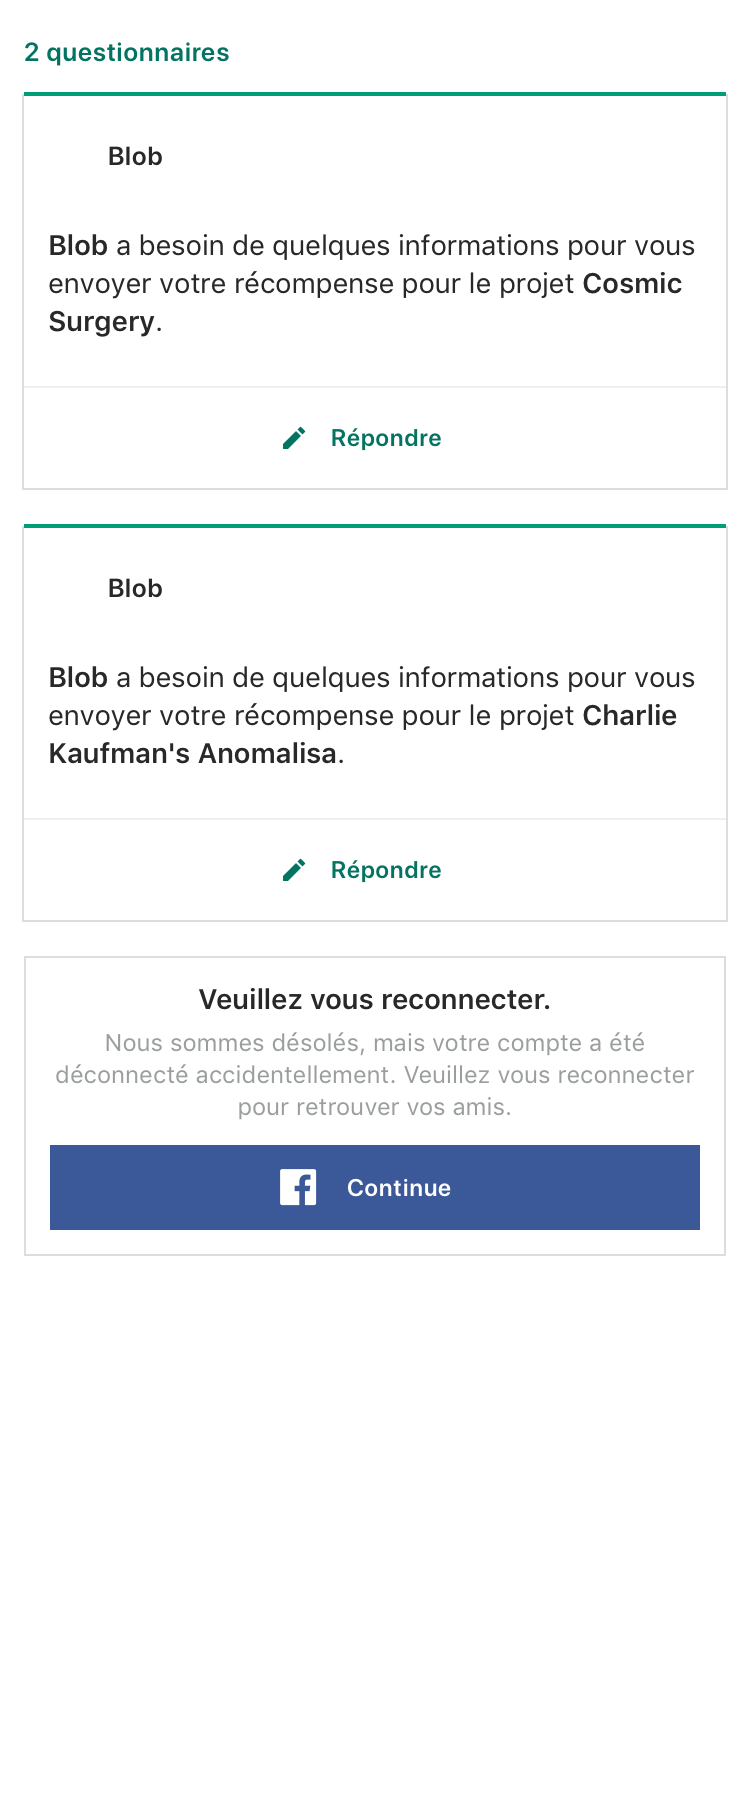 2 questionnaires
Blob
Blob a besoin de quelques informations pour vous
envoyer votre récompense pour le projet Cosmic
Surgery.
Répondre
Blob
Blob a besoin de quelques informations pour vous
envoyer votre récompense pour le projet Charlie
Kaufman's Anomalisa.
Répondre
Veuillez vous reconnecter.
Nous sommes désolés, mais votre compte a été
déconnecté accidentellement. Veuillez vous reconnecter
pour retrouver vos amis.
Continue